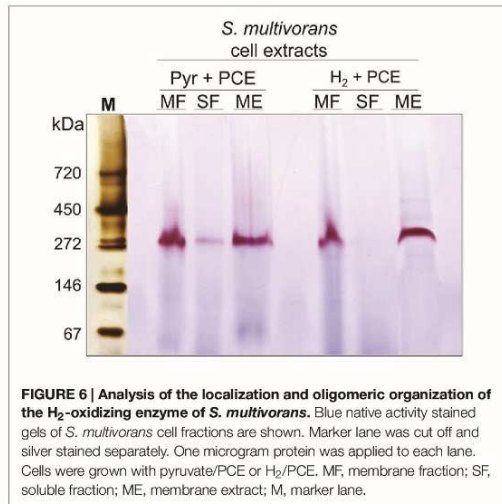 S. multivorans
cell extracts
Pyr + PCE H₂ + PCE
M MF SF ME MF SF ME
kDa
720
450
272
146
67
FIGURE 6 | Analysis of the localization and oligomeric organization of
the H₂-oxidizing enzyme of S. multivorans. Blue native activity stained
gels of S. multivorans cell fractions are shown. Marker lane was cut off and
silver stained separately. One microgram protein was applied to each lane.
Cells were grown with pyruvate/PCE or H₂/PCE. MF, membrane fraction; SF,
soluble fraction; ME, membrane extract; M, marker lane.